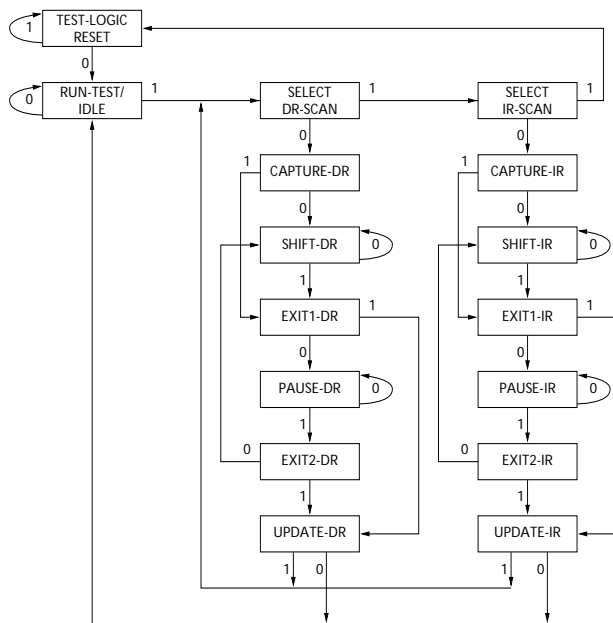 TEST-LOGIC
RESET
1
0
RUN-TEST/
IDLE
0
1
SELECT
DR-SCAN
1
SELECT
IR-SCAN
1
0
0
1
CAPTURE-DR
1
CAPTURE-IR
0
0
SHIFT-DR
0
SHIFT-IR
0
1
1
EXIT1-DR
1
EXIT1-IR
1
0
0
PAUSE-DR
0
PAUSE-IR
0
1
1
0
EXIT2-DR
0
EXIT2-IR
1
1
UPDATE-DR
UPDATE-IR
1
0
1
0